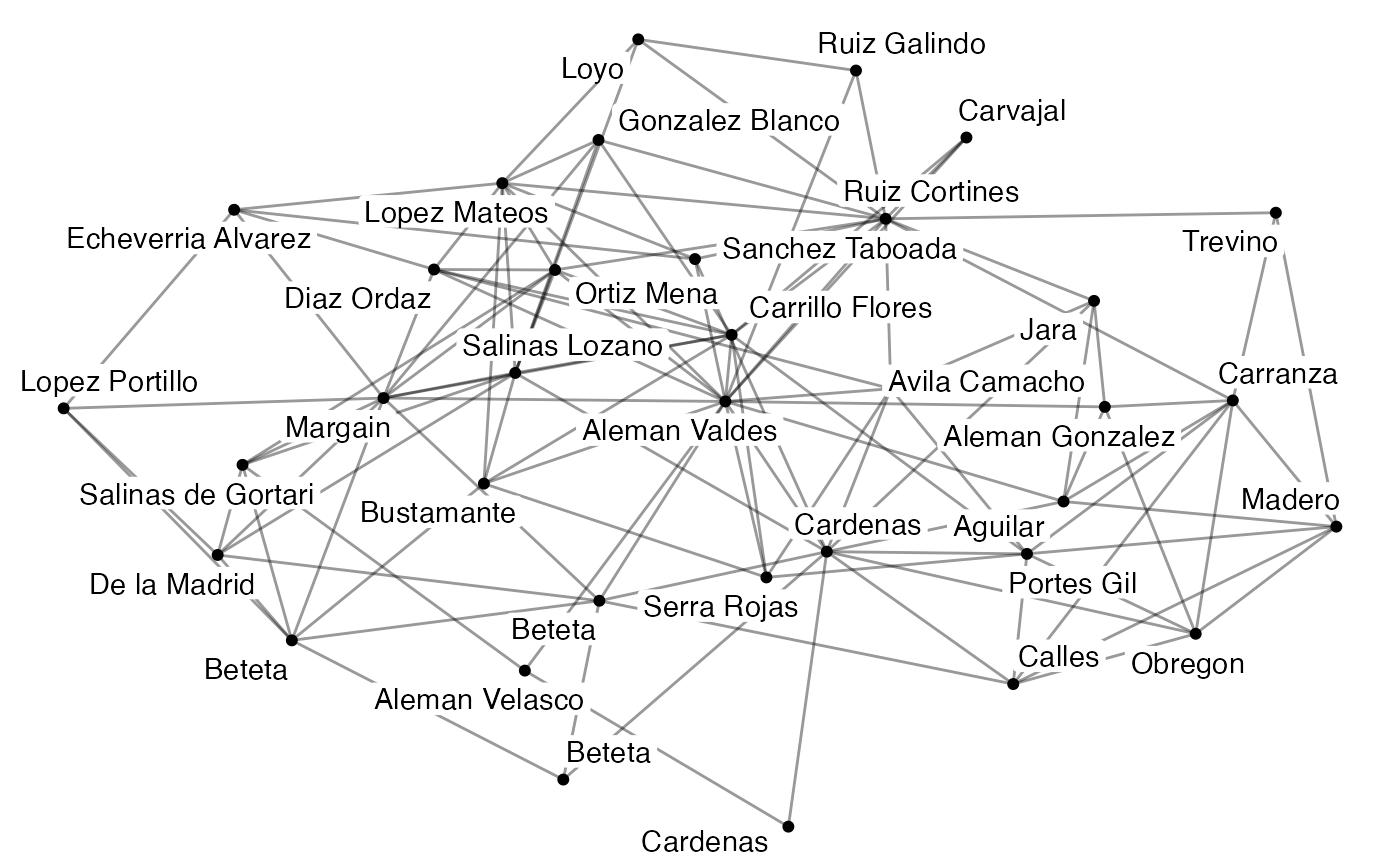 Ruiz Galindo
Loyo
Carvajal
Gonzalez Blanco
Ruiz Cortines
Lopez Mateos
Echeverria Alvarez
Trevino
Sanchez Taboada
Diaz Ordaz
Ortiz Mena
Carrillo Flores
Jara
Salinas Lozano
Lopez Portillo
Avila Camacho
Carranza
Margain
Aleman Valdes
Aleman Gonzalez
Salinas de Gortari
Madero
Bustamante
Cardenas
Aguilar
De la Madrid
Portes Gil
Serra Rojas
Beteta
Calles
Obregon
Beteta
Aleman Velasco
Beteta
Cardenas